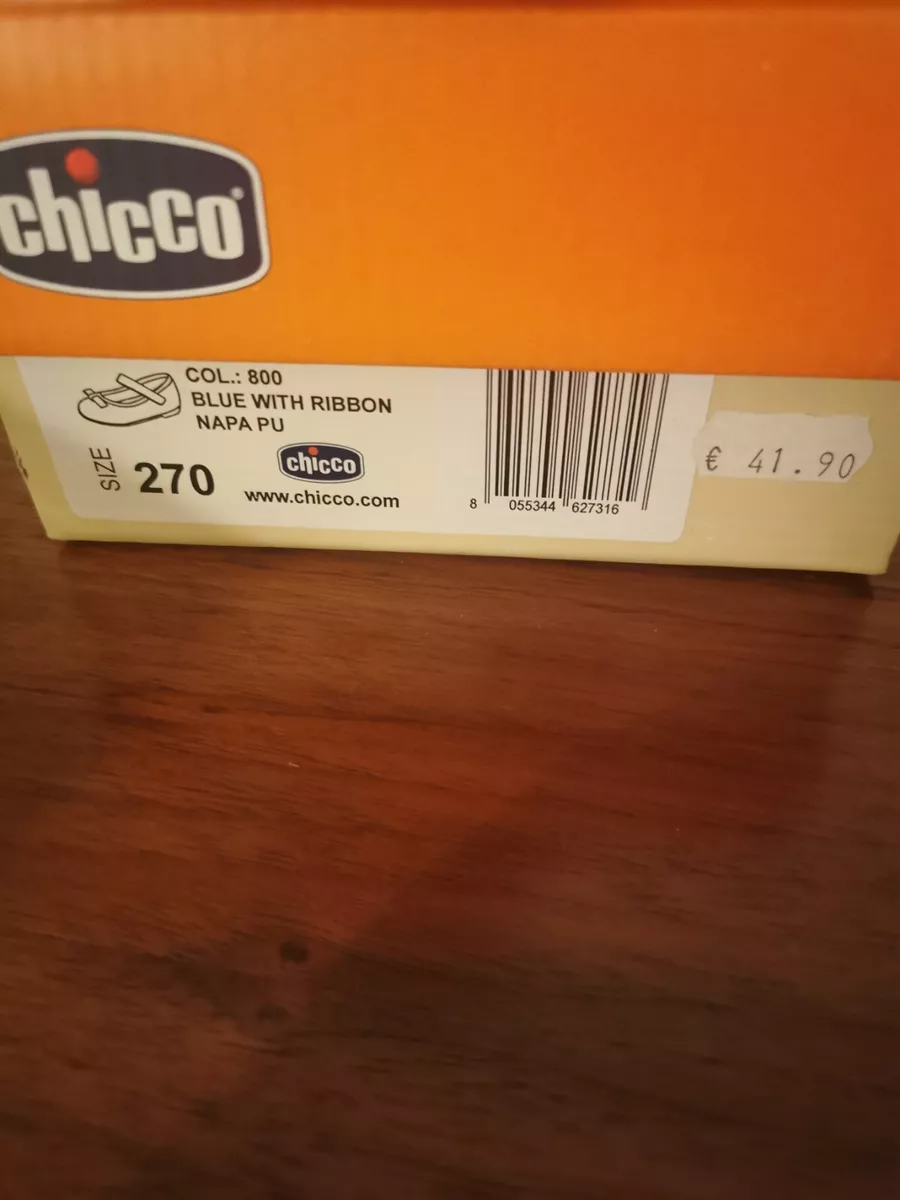 chicco
COL.: 800
BLUE WITH RIBBON
NAPA PU
SIZE 270
chicco
www.chicco.com
8 055344 627316
€ 41.90